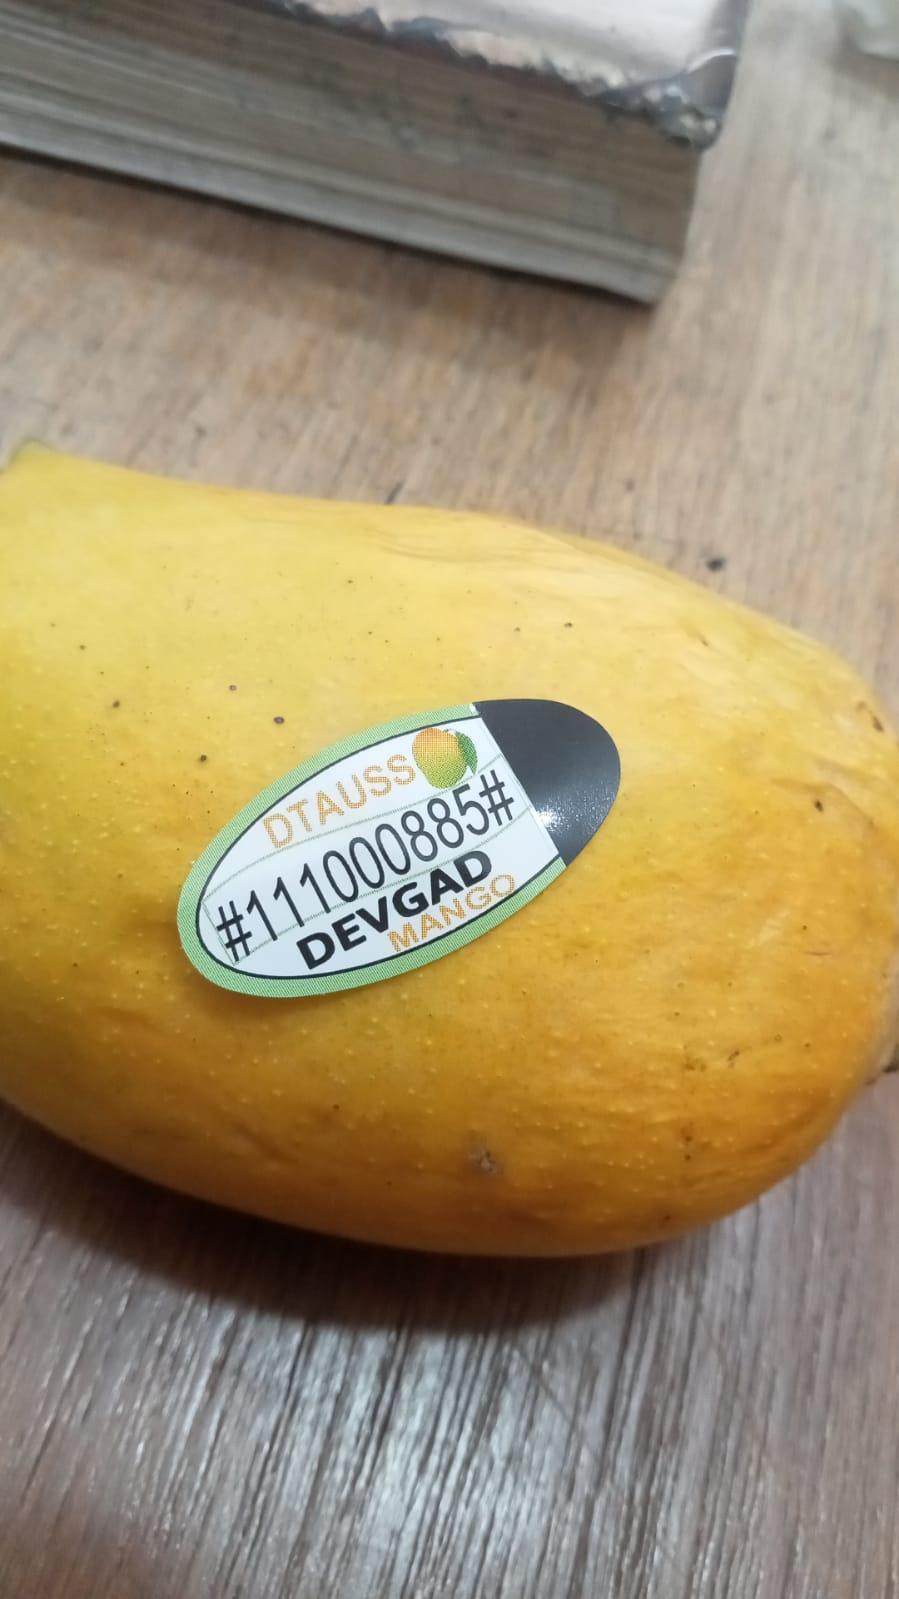 DTAUSS
#111000885#
DEVGAD
MANGO